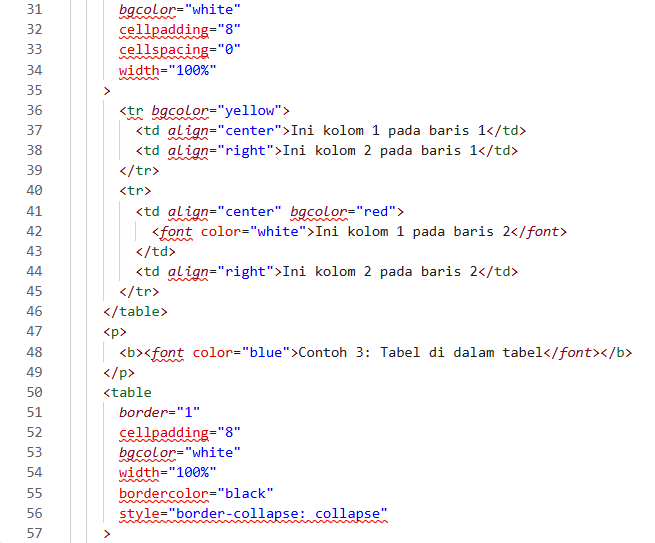 31 bgcolor="white"
32 cellpadding="8"
33 cellspacing="0"
34 width="100%"
35 >
36 <tr bgcolor="yellow">
37 <td align="center">Ini kolom 1 pada baris 1</td>
38 <td align="right">Ini kolom 2 pada baris 1</td>
39 </tr>
40 <tr>
41 <td align="center" bgcolor="red">
42 <font color="white">Ini kolom 1 pada baris 2</font>
43 </td>
44 <td align="right">Ini kolom 2 pada baris 2</td>
45 </tr>
46 </table>
47 <p>
48 <b><font color="blue">Contoh 3: Tabel di dalam tabel</font></b>
49 </p>
50 <table
51 border="1"
52 cellpadding="8"
53 bgcolor="white"
54 width="100%"
55 bordercolor="black"
56 style="border-collapse: collapse"
57 >